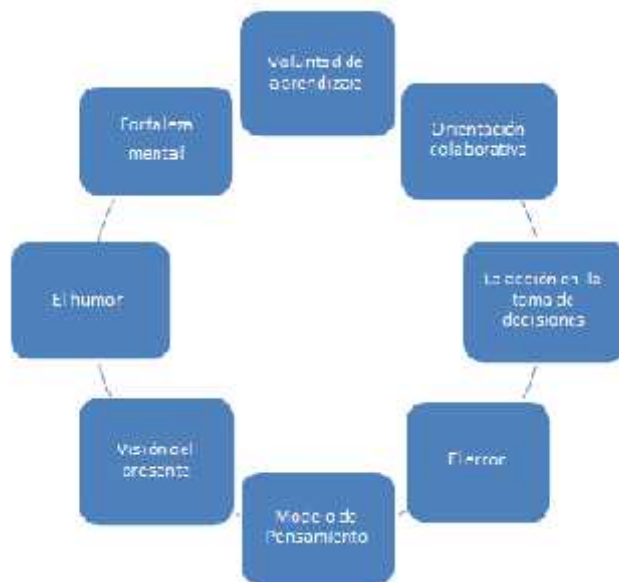 Voluntad de
aprendizaje
Orientación
colaborativa
La acción en la
toma de
decisiones
El error
Modelo de
Pensamiento
Visión del
presente
El humor
Fortaleza
mental